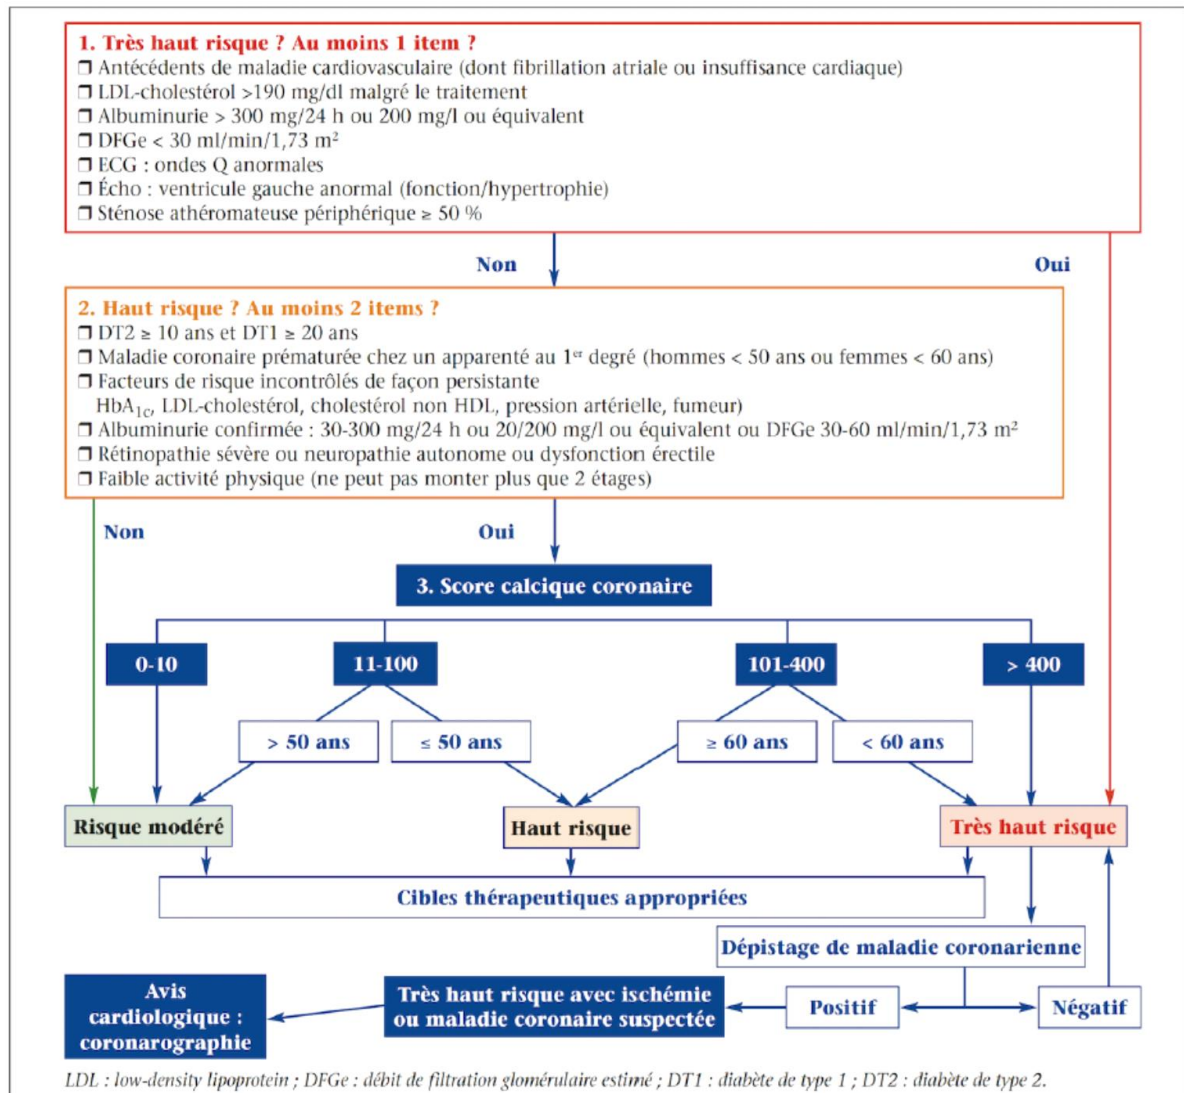 1. Très haut risque ? Au moins 1 item ?
❒ Antécédents de maladie cardiovasculaire (dont fibrillation atriale ou insuffisance cardiaque)
❒ LDL-cholestérol >190 mg/dl malgré le traitement
❒ Albuminurie > 300 mg/24 h ou 200 mg/l ou équivalent
❒ DFGe < 30 ml/min/1,73 m²
❒ ECG : ondes Q anormales
❒ Écho : ventricule gauche anormal (fonction/hypertrophie)
❒ Sténose athéromateuse périphérique ≥ 50 %
Non
Oui
2. Haut risque ? Au moins 2 items ?
❒ DT2 ≥ 10 ans et DT1 ≥ 20 ans
❒ Maladie coronaire prématurée chez un apparenté au 1er degré (hommes < 50 ans ou femmes < 60 ans)
❒ Facteurs de risque incontrôlés de façon persistante
HbA1c, LDL-cholestérol, cholestérol non HDL, pression artérielle, fumeur)
❒ Albuminurie confirmée : 30-300 mg/24 h ou 20/200 mg/l ou équivalent ou DFGe 30-60 ml/min/1,73 m²
❒ Rétinopathie sévère ou neuropathie autonome ou dysfonction érectile
❒ Faible activité physique (ne peut pas monter plus que 2 étages)
Non
Oui
3. Score calcique coronaire
0-10
11-100
101-400
> 400
> 50 ans
≤ 50 ans
≥ 60 ans
< 60 ans
Risque modéré
Haut risque
Très haut risque
Cibles thérapeutiques appropriées
Dépistage de maladie coronarienne
Avis
cardiologique :
coronarographie
Très haut risque avec ischémie
ou maladie coronaire suspectée
Positif
Négatif
LDL : low-density lipoprotein ; DFGe : débit de filtration glomérulaire estimé ; DT1 : diabète de type 1 ; DT2 : diabète de type 2.